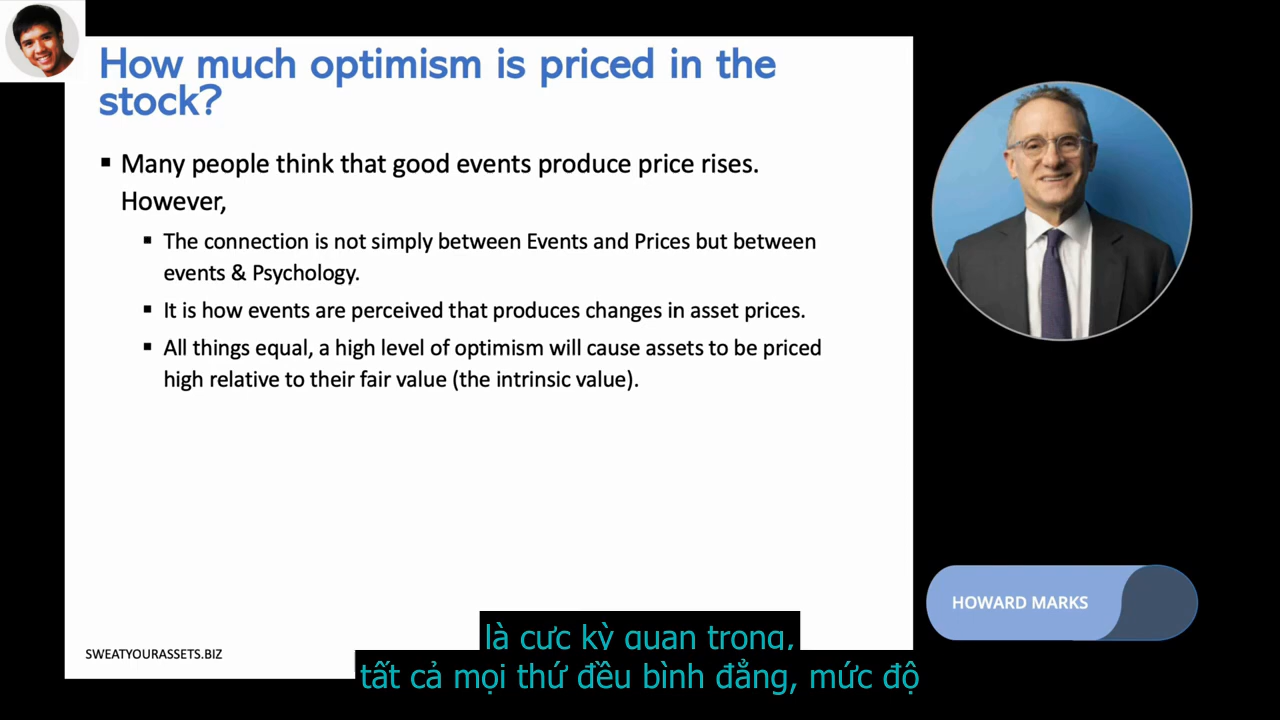 How much optimism is priced in the
stock?
▪ Many people think that good events produce price rises.
However,
▪ The connection is not simply between Events and Prices but between
events & Psychology.
▪ It is how events are perceived that produces changes in asset prices.
▪ All things equal, a high level of optimism will cause assets to be priced
high relative to their fair value (the intrinsic value).
HOWARD MARKS
SWEATYOURASSETS.BIZ
là cực kỳ quan trọng,
tất cả mọi thứ đều bình đẳng, mức độ